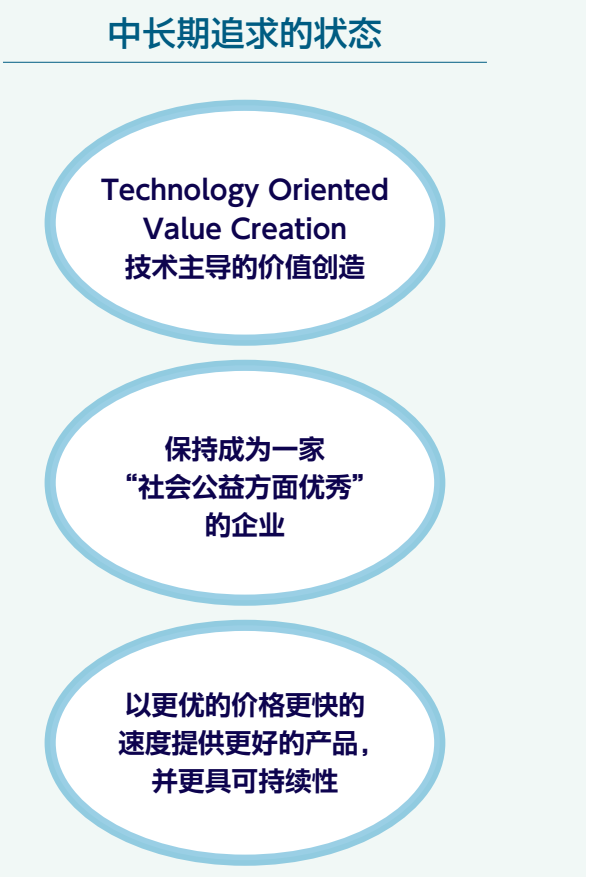 中长期追求的状态
Technology Oriented
Value Creation
技术主导的价值创造
保持成为一家
“社会公益方面优秀”
的企业
以更优的价格更快的
速度提供更好的产品，
并更具可持续性